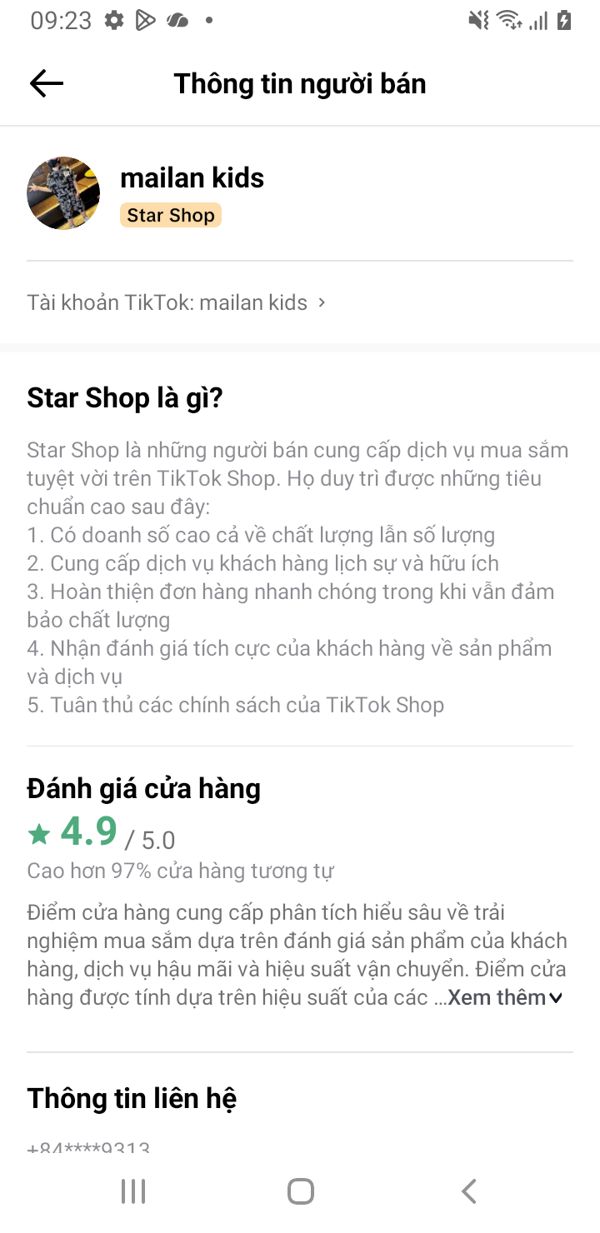 09:23
Thông tin người bán
mailan kids
Star Shop
Tài khoản TikTok: mailan kids
Star Shop là gì?
Star Shop là những người bán cung cấp dịch vụ mua sắm
tuyệt vời trên TikTok Shop. Họ duy trì được những tiêu
chuẩn cao sau đây:
1. Có doanh số cao cả về chất lượng lẫn số lượng
2. Cung cấp dịch vụ khách hàng lịch sự và hữu ích
3. Hoàn thiện đơn hàng nhanh chóng trong khi vẫn đảm
bảo chất lượng
4. Nhận đánh giá tích cực của khách hàng về sản phẩm
và dịch vụ
5. Tuân thủ các chính sách của TikTok Shop
Đánh giá cửa hàng
4.9 / 5.0
Cao hơn 97% cửa hàng tương tự
Điểm cửa hàng cung cấp phân tích hiểu sâu về trải
nghiệm mua sắm dựa trên đánh giá sản phẩm của khách
hàng, dịch vụ hậu mãi và hiệu suất vận chuyển. Điểm cửa
hàng được tính dựa trên hiệu suất của các ...Xem thêm
Thông tin liên hệ
+84****9313